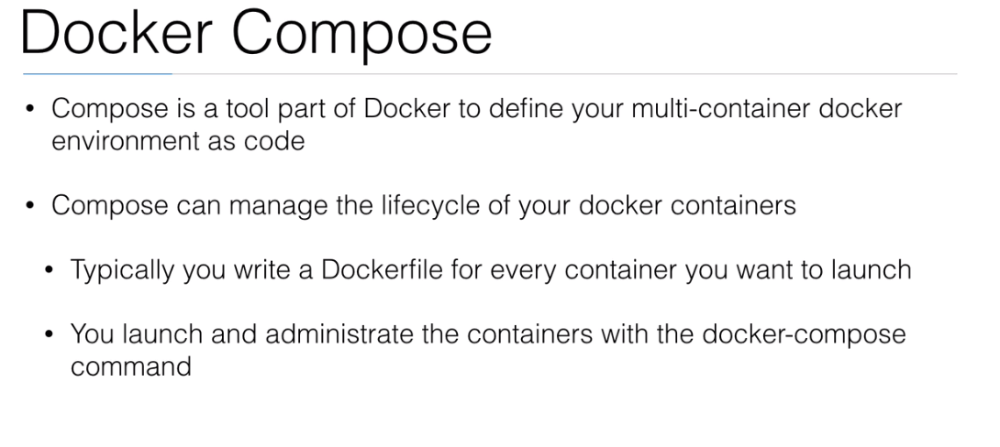 Docker Compose
• Compose is a tool part of Docker to define your multi-container docker
environment as code
• Compose can manage the lifecycle of your docker containers
• Typically you write a Dockerfile for every container you want to launch
• You launch and administrate the containers with the docker-compose
command